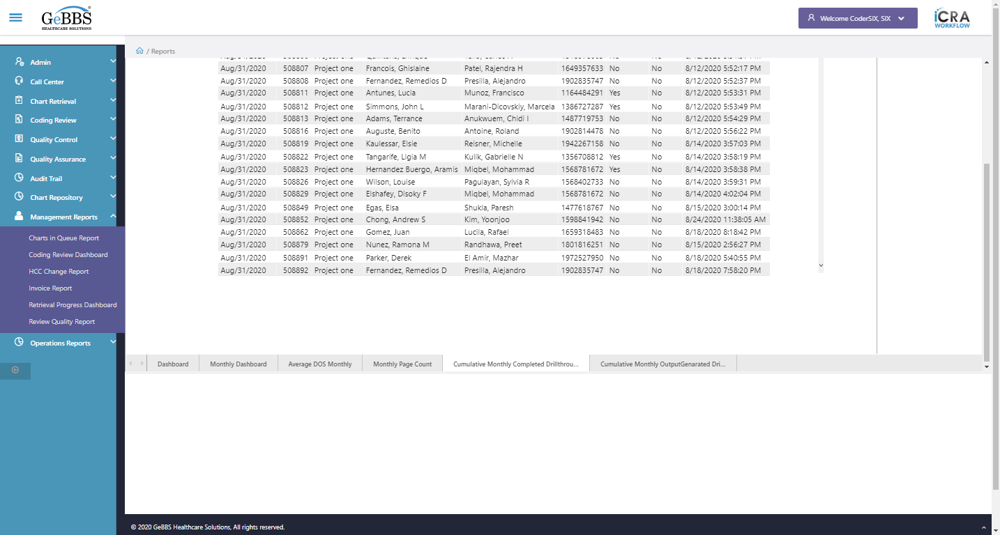 GeBBS
HEALTHCARE SOLUTIONS
Welcome CoderSIX, SIX
iCRA
WORKFLOW
/ Reports
Admin
Call Center
Chart Retrieval
Coding Review
Quality Control
Quality Assurance
Audit Trail
Chart Repository
Management Reports
Charts in Queue Report
Coding Review Dashboard
HCC Change Report
Invoice Report
Retrieval Progress Dashboard
Review Quality Report
Operations Reports
Aug/31/2020 508807 Project one Francois, Ghislaine Patel, Rajendra H 1649357633 No No 8/12/2020 5:52:17 PM
Aug/31/2020 508808 Project one Fernandez, Remedios D Presilla, Alejandro 1902835747 No No 8/12/2020 5:52:37 PM
Aug/31/2020 508811 Project one Antunes, Lucia Munoz, Francisco 1164484291 Yes No 8/12/2020 5:53:31 PM
Aug/31/2020 508812 Project one Simmons, John L Marani-Dicovskiy, Marcela 1386727287 Yes No 8/12/2020 5:53:49 PM
Aug/31/2020 508813 Project one Adams, Terrance Anukwuem, Chidi I 1487719753 No No 8/12/2020 5:54:29 PM
Aug/31/2020 508816 Project one Auguste, Benito Antoine, Roland 1902814478 No No 8/12/2020 5:56:22 PM
Aug/31/2020 508819 Project one Kaulessar, Elsie Reisner, Michelle 1942267158 No No 8/14/2020 3:57:03 PM
Aug/31/2020 508822 Project one Tangarife, Ligia M Kulik, Gabrielle N 1356708812 Yes No 8/14/2020 3:58:19 PM
Aug/31/2020 508823 Project one Hernandez Buergo, Aramis Miqbel, Mohammad 1568781672 Yes No 8/14/2020 3:58:38 PM
Aug/31/2020 508826 Project one Wilson, Louise Pagulayan, Sylvia R 1568402733 No No 8/14/2020 3:59:31 PM
Aug/31/2020 508829 Project one Elshafey, Disoky F Miqbel, Mohammad 1568781672 No No 8/14/2020 4:02:04 PM
Aug/31/2020 508849 Project one Egas, Elsa Shukla, Paresh 1477618767 No No 8/15/2020 3:00:14 PM
Aug/31/2020 508852 Project one Chong, Andrew S Kim, Yoonjoo 1598841942 No No 8/24/2020 11:38:05 AM
Aug/31/2020 508862 Project one Gomez, Juan Lucila, Rafael 1659318483 No No 8/18/2020 8:18:42 PM
Aug/31/2020 508879 Project one Nunez, Ramona M Randhawa, Preet 1801816251 No No 8/15/2020 2:56:27 PM
Aug/31/2020 508891 Project one Parker, Derek El Amir, Mazhar 1972527950 No No 8/18/2020 5:40:55 PM
Aug/31/2020 508892 Project one Fernandez, Remedios D Presilla, Alejandro 1902835747 No No 8/18/2020 7:58:20 PM
Dashboard Monthly Dashboard Average DOS Monthly Monthly Page Count Cumulative Monthly Completed Drillthrou... Cumulative Monthly OutputGenarated Dri...
© 2020 GeBBS Healthcare Solutions, All rights reserved.